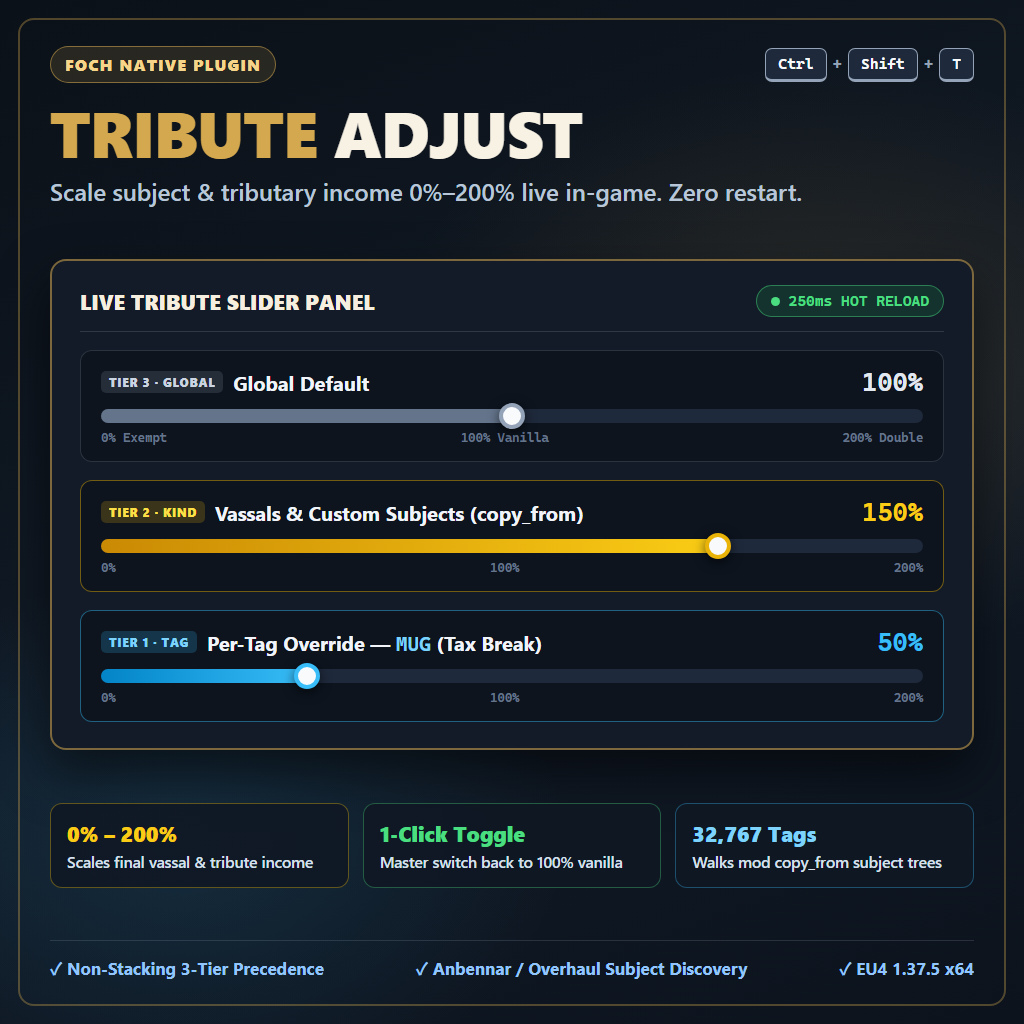 FOCH NATIVE PLUGIN
Ctrl + Shift + T
TRIBUTE ADJUST
Scale subject & tributary income 0%–200% live in-game. Zero restart.
LIVE TRIBUTE SLIDER PANEL
● 250ms HOT RELOAD
TIER 3 · GLOBAL Global Default 100%
0% Exempt 100% Vanilla 200% Double
TIER 2 · KIND Vassals & Custom Subjects (copy_from) 150%
0% 100% 200%
TIER 1 · TAG Per-Tag Override — MUG (Tax Break) 50%
0% 100% 200%
0% – 200%
Scales final vassal & tribute income
1-Click Toggle
Master switch back to 100% vanilla
32,767 Tags
Walks mod copy_from subject trees
✓ Non-Stacking 3-Tier Precedence
✓ Anbennar / Overhaul Subject Discovery
✓ EU4 1.37.5 x64